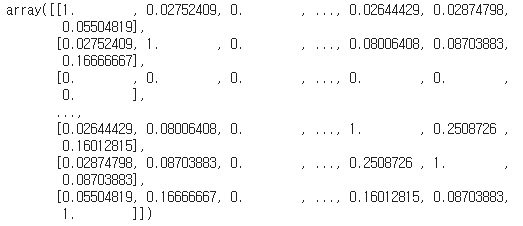 array([[1.        , 0.02752409, 0.        , ..., 0.02644429, 0.02874798,
        0.05504819],
       [0.02752409, 1.        , 0.        , ..., 0.08006408, 0.08703883,
        0.16666667],
       [0.        , 0.        , 0.        , ..., 0.        , 0.        ,
        0.        ],
       ...,
       [0.02644429, 0.08006408, 0.        , ..., 1.        , 0.2508726 ,
        0.16012815],
       [0.02874798, 0.08703883, 0.        , ..., 0.2508726 , 1.        ,
        0.08703883],
       [0.05504819, 0.16666667, 0.        , ..., 0.16012815, 0.08703883,
        1.        ]])